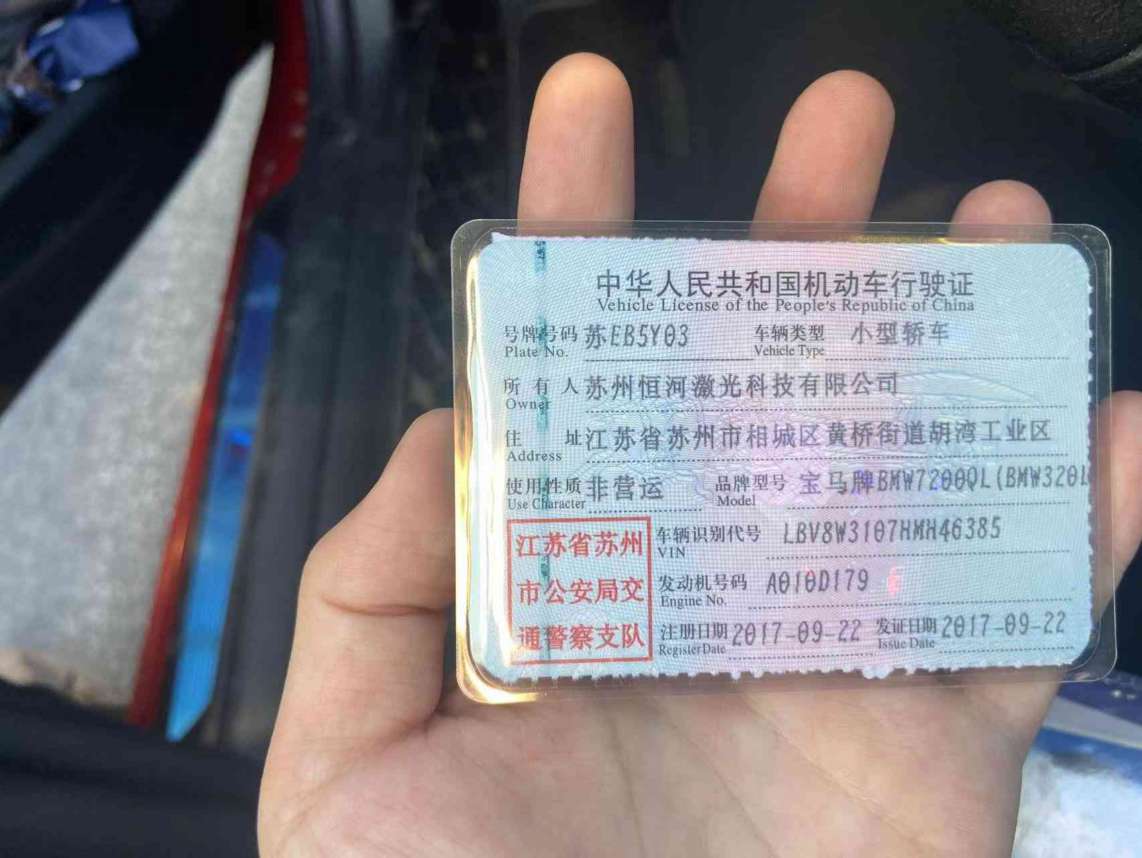 中华人民共和国机动车行驶证
Vehicle License of the People's Republic of China
号牌号码 苏EB5Y03 车辆类型 小型轿车
Plate No. Vehicle Type
所有人 苏州恒河激光科技有限公司
Owner
住址 江苏省苏州市相城区黄桥街道胡湾工业区
Address
使用性质 非营运 品牌型号 宝马牌BMW7200QL(BMW320L
Use Character Model
江苏省苏州
市公安局交
通警察支队
车辆识别代号 LBV8W3107HMH46385
VIN
发动机号码 A010D179
Engine No.
注册日期 2017-09-22 发证日期 2017-09-22
Register Date Issue Date